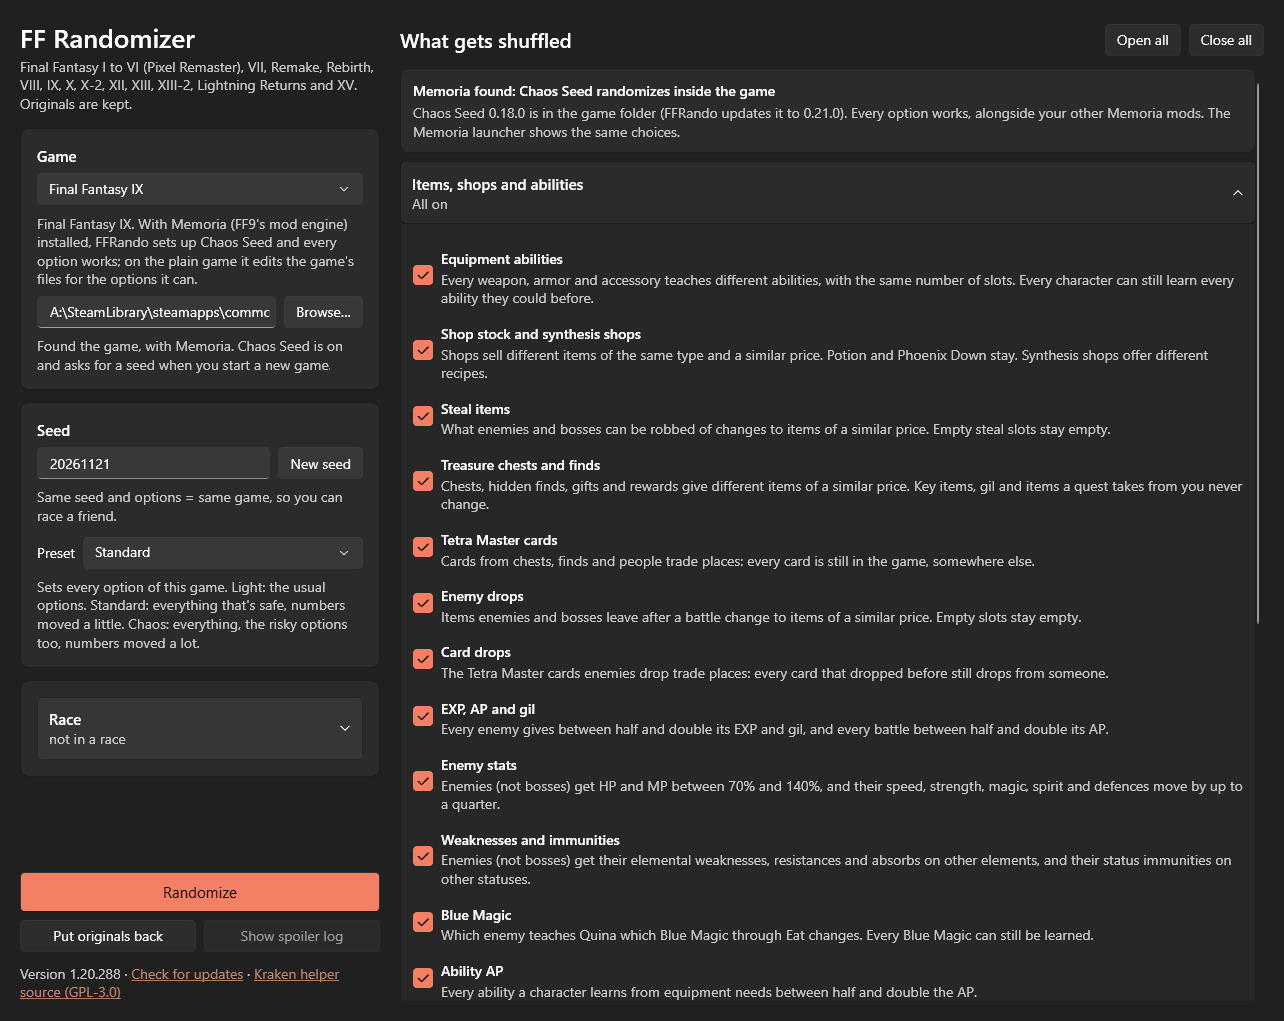 FF Randomizer
Final Fantasy I to VI (Pixel Remaster), VII, Remake, Rebirth,
VIII, IX, X, X-2, XII, XIII, XIII-2, Lightning Returns and XV.
Originals are kept.
Game
Final Fantasy IX
Final Fantasy IX. With Memoria (FF9's mod engine)
installed, FFRando sets up Chaos Seed and every
option works; on the plain game it edits the game's
files for the options it can.
A:\SteamLibrary\steamapps\commc
Browse...
Found the game, with Memoria. Chaos Seed is on
and asks for a seed when you start a new game.
Seed
20261121
New seed
Same seed and options = same game, so you can
race a friend.
Preset
Standard
Sets every option of this game. Light: the usual
options. Standard: everything that's safe, numbers
moved a little. Chaos: everything, the risky options
too, numbers moved a lot.
Race
not in a race
Randomize
Put originals back
Show spoiler log
Version 1.20.288 · Check for updates · Kraken helper
source (GPL-3.0)
What gets shuffled
Open all
Close all
Memoria found: Chaos Seed randomizes inside the game
Chaos Seed 0.18.0 is in the game folder (FFRando updates it to 0.21.0). Every option works, alongside your other Memoria mods. The
Memoria launcher shows the same choices.
Items, shops and abilities
All on
Equipment abilities
Every weapon, armor and accessory teaches different abilities, with the same number of slots. Every character can still learn every
ability they could before.
Shop stock and synthesis shops
Shops sell different items of the same type and a similar price. Potion and Phoenix Down stay. Synthesis shops offer different
recipes.
Steal items
What enemies and bosses can be robbed of changes to items of a similar price. Empty steal slots stay empty.
Treasure chests and finds
Chests, hidden finds, gifts and rewards give different items of a similar price. Key items, gil and items a quest takes from you never
change.
Tetra Master cards
Cards from chests, finds and people trade places: every card is still in the game, somewhere else.
Enemy drops
Items enemies and bosses leave after a battle change to items of a similar price. Empty slots stay empty.
Card drops
The Tetra Master cards enemies drop trade places: every card that dropped before still drops from someone.
EXP, AP and gil
Every enemy gives between half and double its EXP and gil, and every battle between half and double its AP.
Enemy stats
Enemies (not bosses) get HP and MP between 70% and 140%, and their speed, strength, magic, spirit and defences move by up to
a quarter.
Weaknesses and immunities
Enemies (not bosses) get their elemental weaknesses, resistances and absorbs on other elements, and their status immunities on
other statuses.
Blue Magic
Which enemy teaches Quina which Blue Magic through Eat changes. Every Blue Magic can still be learned.
Ability AP
Every ability a character learns from equipment needs between half and double the AP.